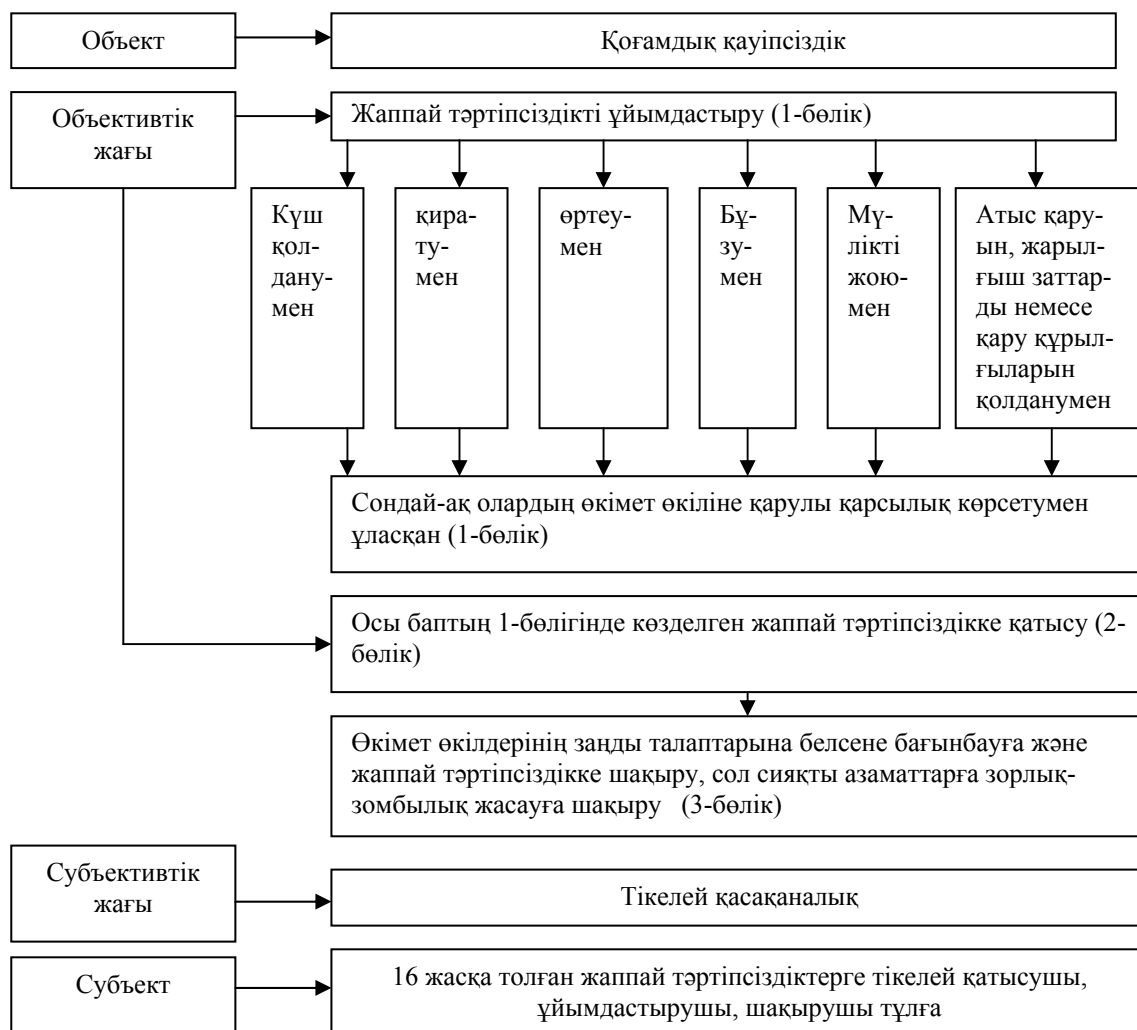 Объект
Қоғамдық қауіпсіздік
Объективтік
жағы
Жаппай тәртіпсіздікті ұйымдастыру (1-бөлік)
Күш
қол-
дану-
мен
қира-
ту-
мен
өртеу-
мен
Бұ-
зу-
мен
Мү-
лікті
жою-
мен
Атыс қару-
ын, жарыл-
ғыш заттар-
ды немесе
қару құрыл-
ғыларын
қолданумен
Сондай-ақ олардың өкімет өкіліне қарулы қарсылық көрсетумен
ұласқан (1-бөлік)
Осы баптың 1-бөлігінде көзделген жаппай тәртіпсіздікке қатысу (2-
бөлік)
Өкімет өкілдерінің заңды талаптарына белсене бағынбауға және
жаппай тәртіпсіздікке шақыру, сол сияқты азаматтарға зорлық-
зомбылық жасауға шақыру (3-бөлік)
Субъективтік
жағы
Тікелей қасақаналық
Субъект
16 жасқа толған жаппай тәртіпсіздіктерге тікелей қатысушы,
ұйымдастырушы, шақырушы тұлға